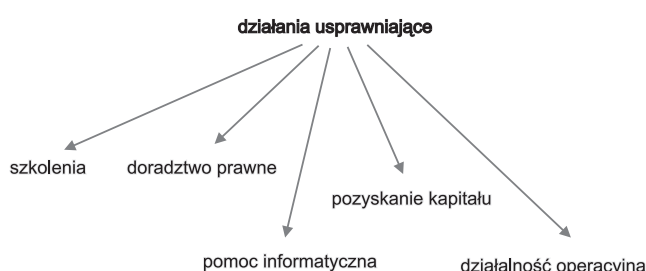 działania usprawniające
szkolenia
doradztwo prawne
pozyskanie kapitału
pomoc informatyczna
działalność operacyjna